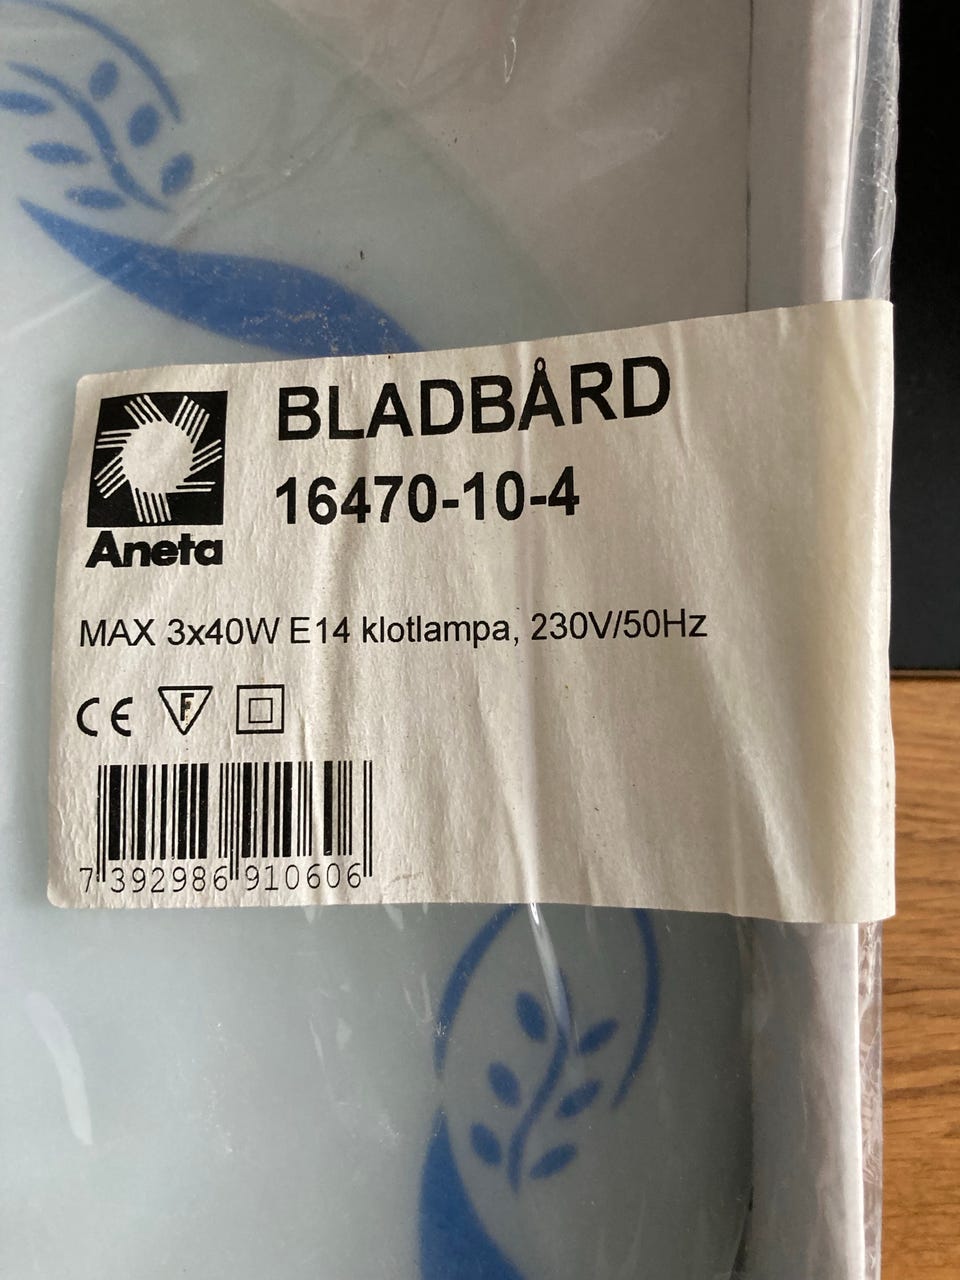 BLADBÅRD
16470-10-4
Aneta
MAX 3x40W E14 klotlampa, 230V/50Hz
CE F
7 392986 910606